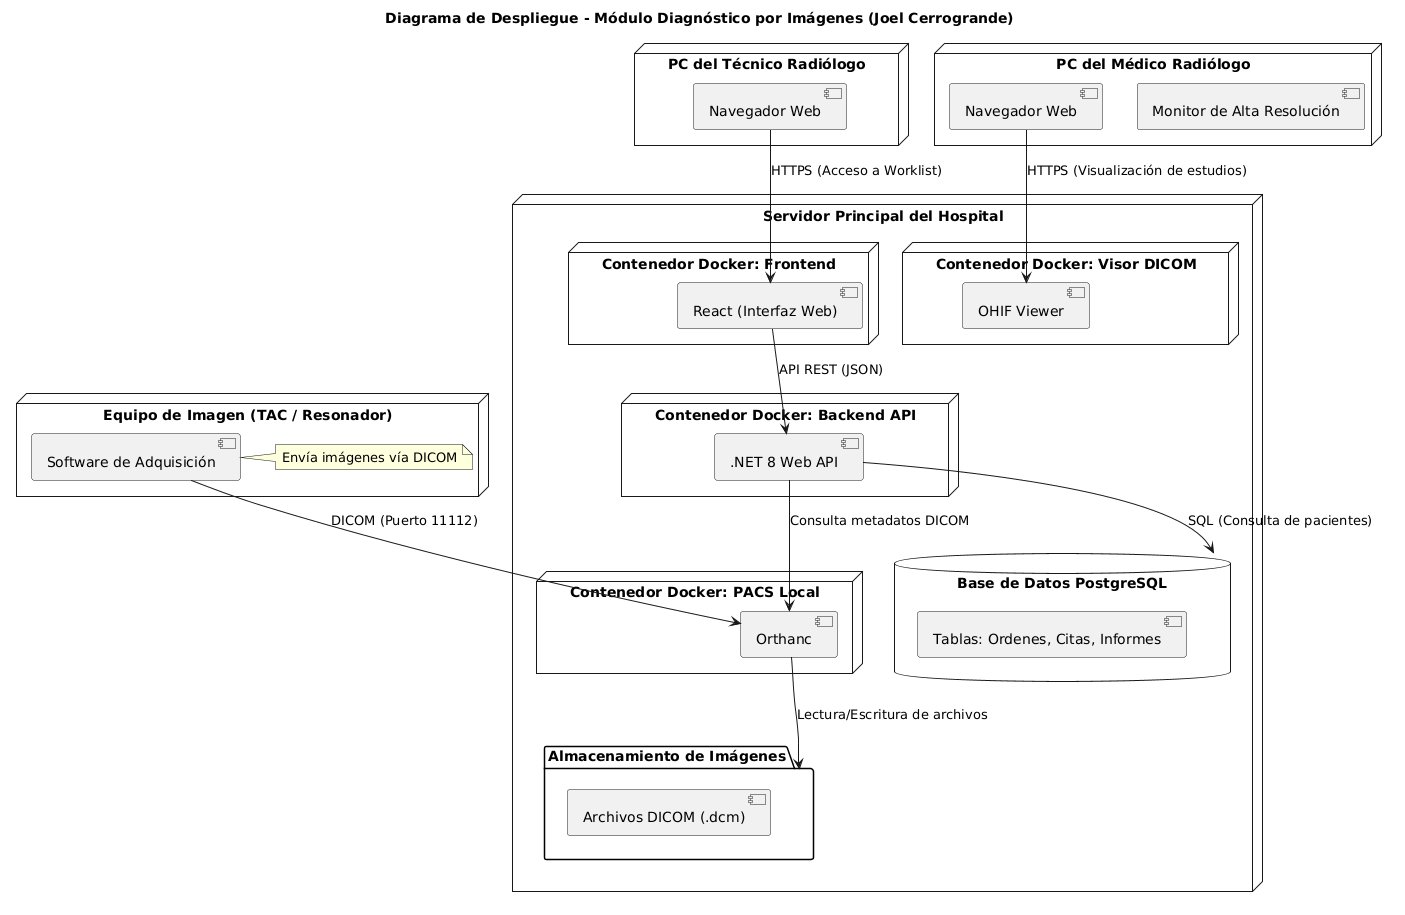 Diagrama de Despliegue - Módulo Diagnóstico por Imágenes (Joel Cerrogrande)
PC del Técnico Radiólogo
Navegador Web
PC del Médico Radiólogo
Navegador Web
Monitor de Alta Resolución
HTTPS (Acceso a Worklist)
HTTPS (Visualización de estudios)
Servidor Principal del Hospital
Contenedor Docker: Frontend
React (Interfaz Web)
Contenedor Docker: Visor DICOM
OHIF Viewer
API REST (JSON)
Equipo de Imagen (TAC / Resonador)
Software de Adquisición
Envía imágenes vía DICOM
Contenedor Docker: Backend API
.NET 8 Web API
DICOM (Puerto 11112)
Consulta metadatos DICOM
SQL (Consulta de pacientes)
Contenedor Docker: PACS Local
Orthanc
Base de Datos PostgreSQL
Tablas: Ordenes, Citas, Informes
Lectura/Escritura de archivos
Almacenamiento de Imágenes
Archivos DICOM (.dcm)